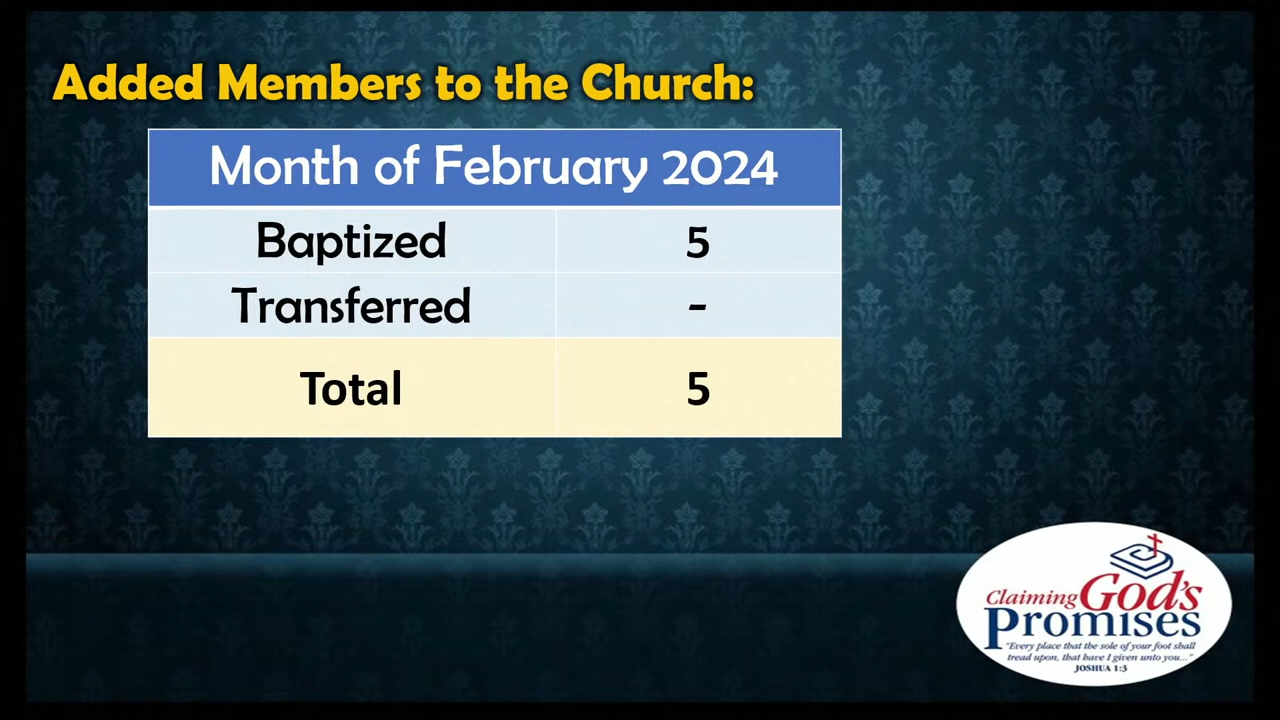 Added Members to the Church:
Month of February 2024
Baptized 5
Transferred -
Total 5
Claiming God's
Promises
"Every place that the sole of your foot shall
tread upon, that have I given unto you..."
JOSHUA 1:3